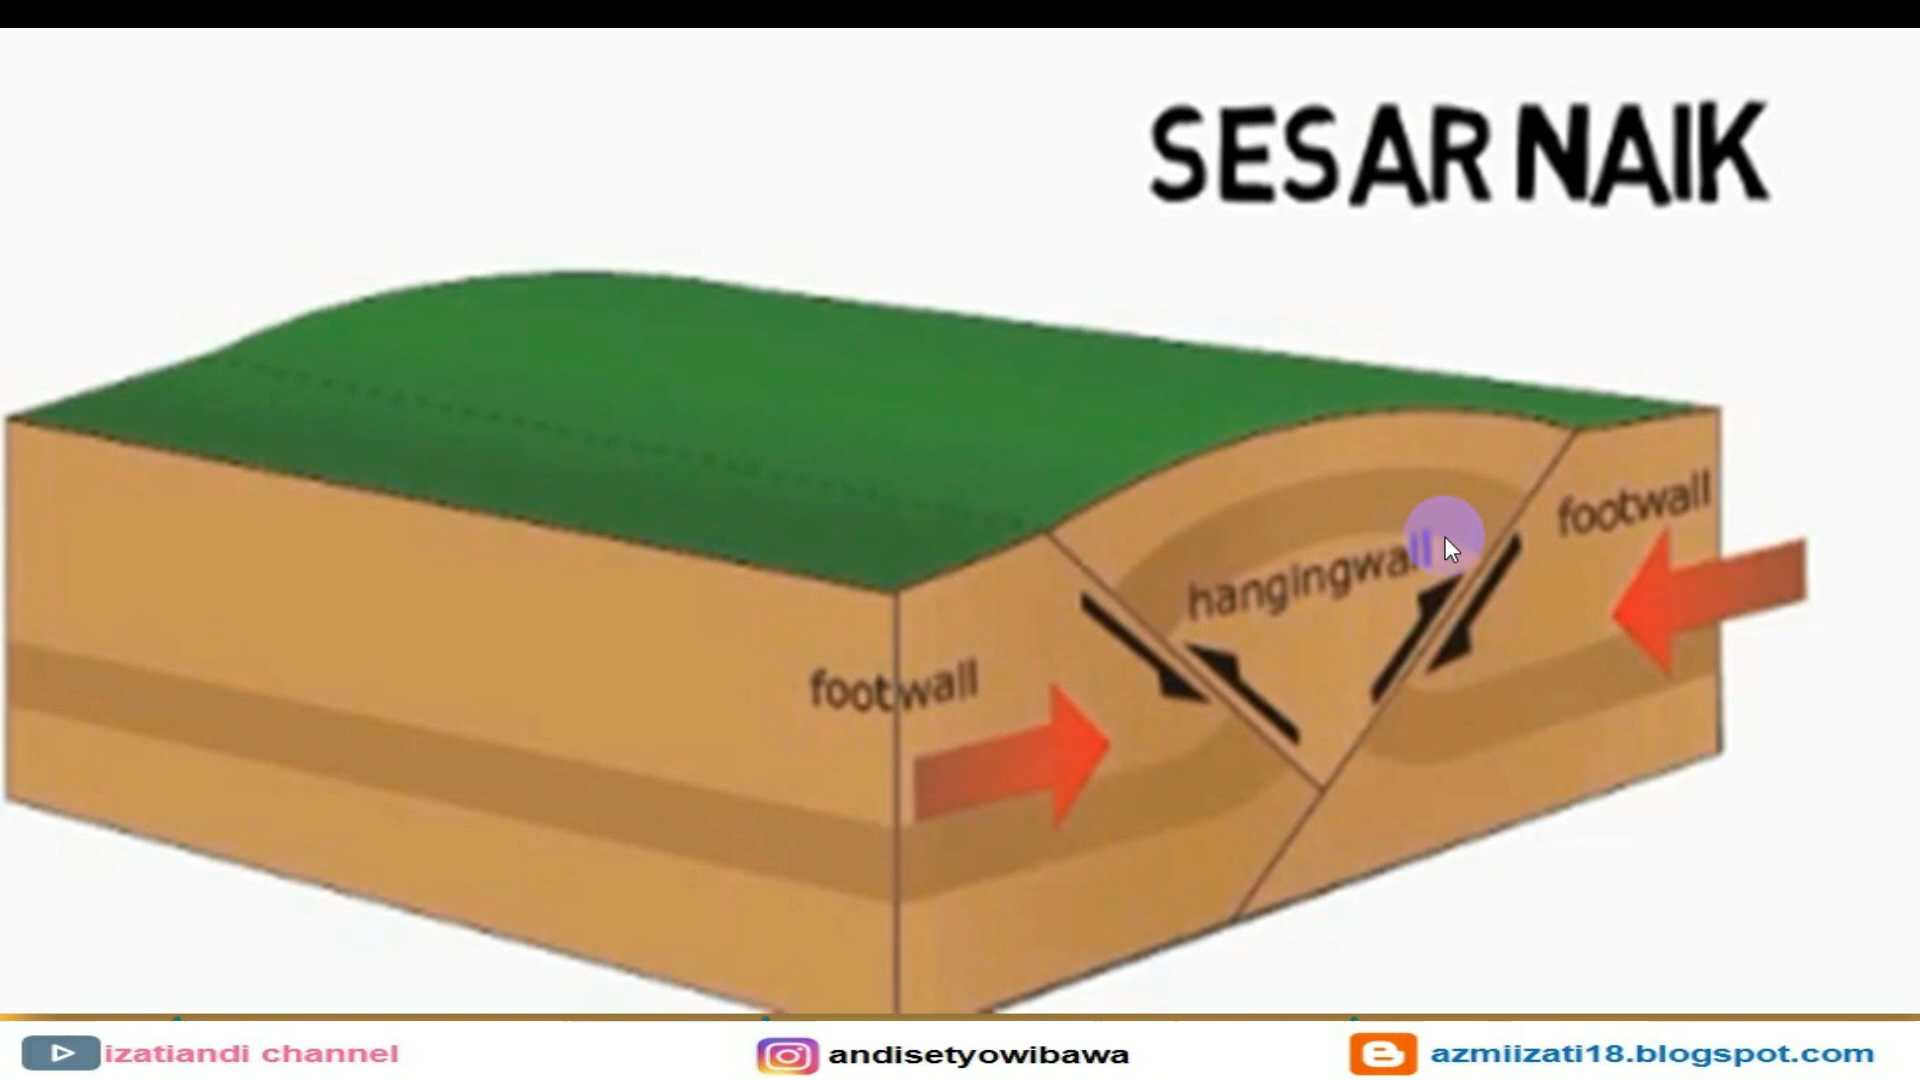 SESAR NAIK
footwall
hangingwall
footwall
izatiandi channel
andisetyowibawa
azmiizati18.blogspot.com